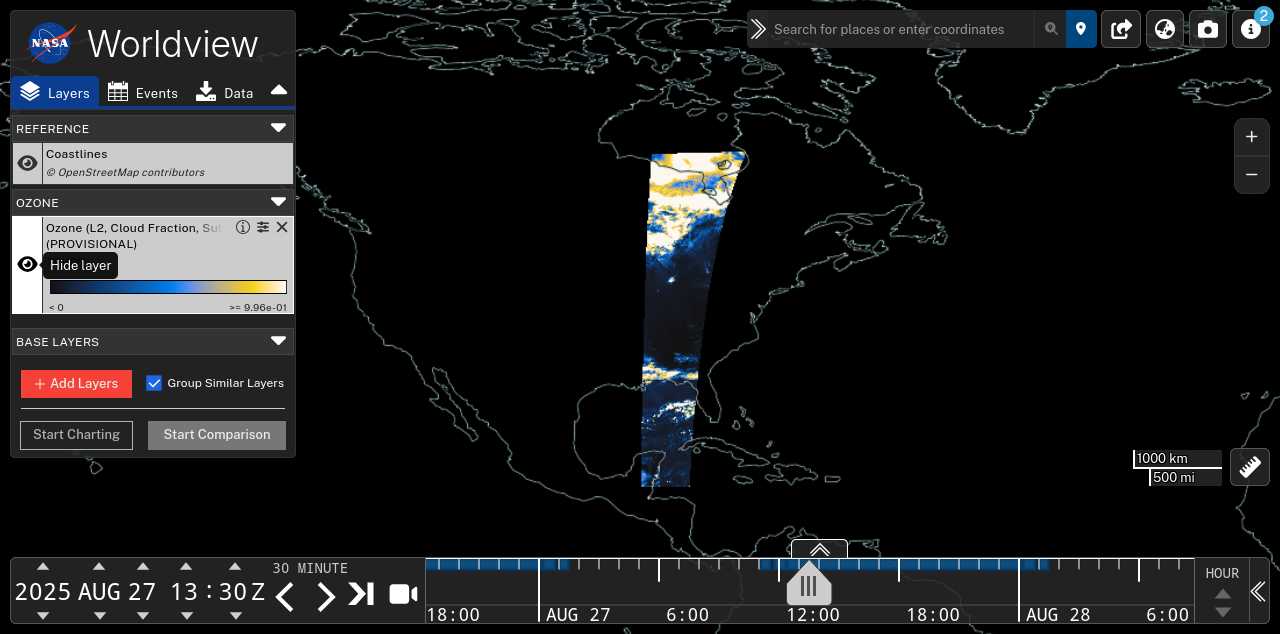 NASA
Worldview
Layers
Events
Data
REFERENCE
Coastlines
© OpenStreetMap contributors
OZONE
Ozone (L2, Cloud Fraction,
(PROVISIONAL)
Hide layer
< 0
>= 9.96e-01
BASE LAYERS
+ Add Layers
Group Similar Layers
Start Charting
Start Comparison
Search for places or enter coordinates
2
+
−
1000 km
500 mi
2025 AUG 27 13 : 30 Z
30 MINUTE
18:00
AUG 27
6:00
12:00
18:00
AUG 28
6:00
HOUR